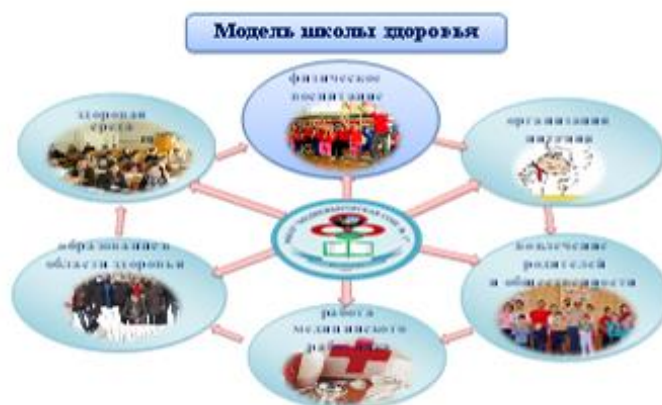 Модель школы здоровья
физическое
воспитание
здоровая
среда
организация
питания
образование в
области здоровья
вовлечение
родителей
и общественности
работа
медицинского
работника